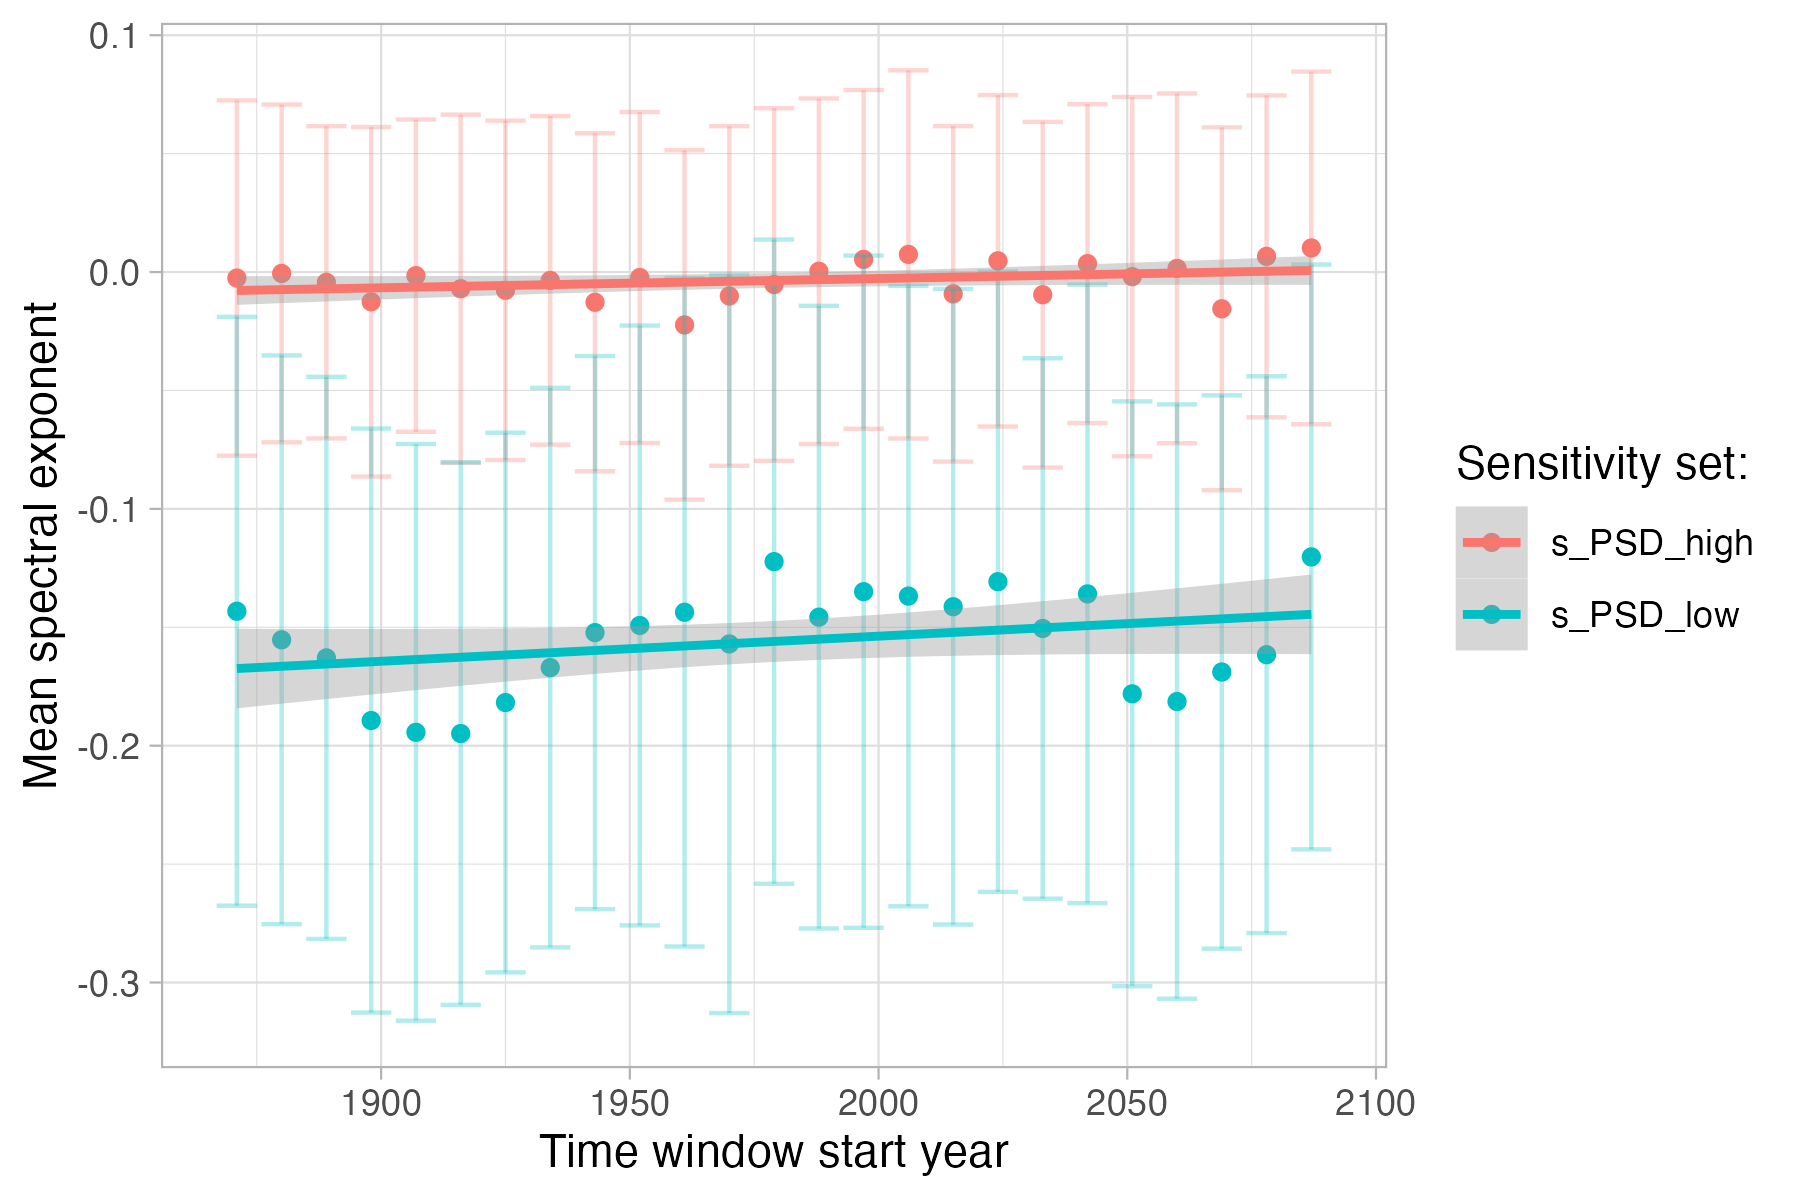 0.1
0.0
-0.1
-0.2
-0.3
Mean spectral exponent
1900 1950 2000 2050 2100
Time window start year
Sensitivity set:
s_PSD_high
s_PSD_low